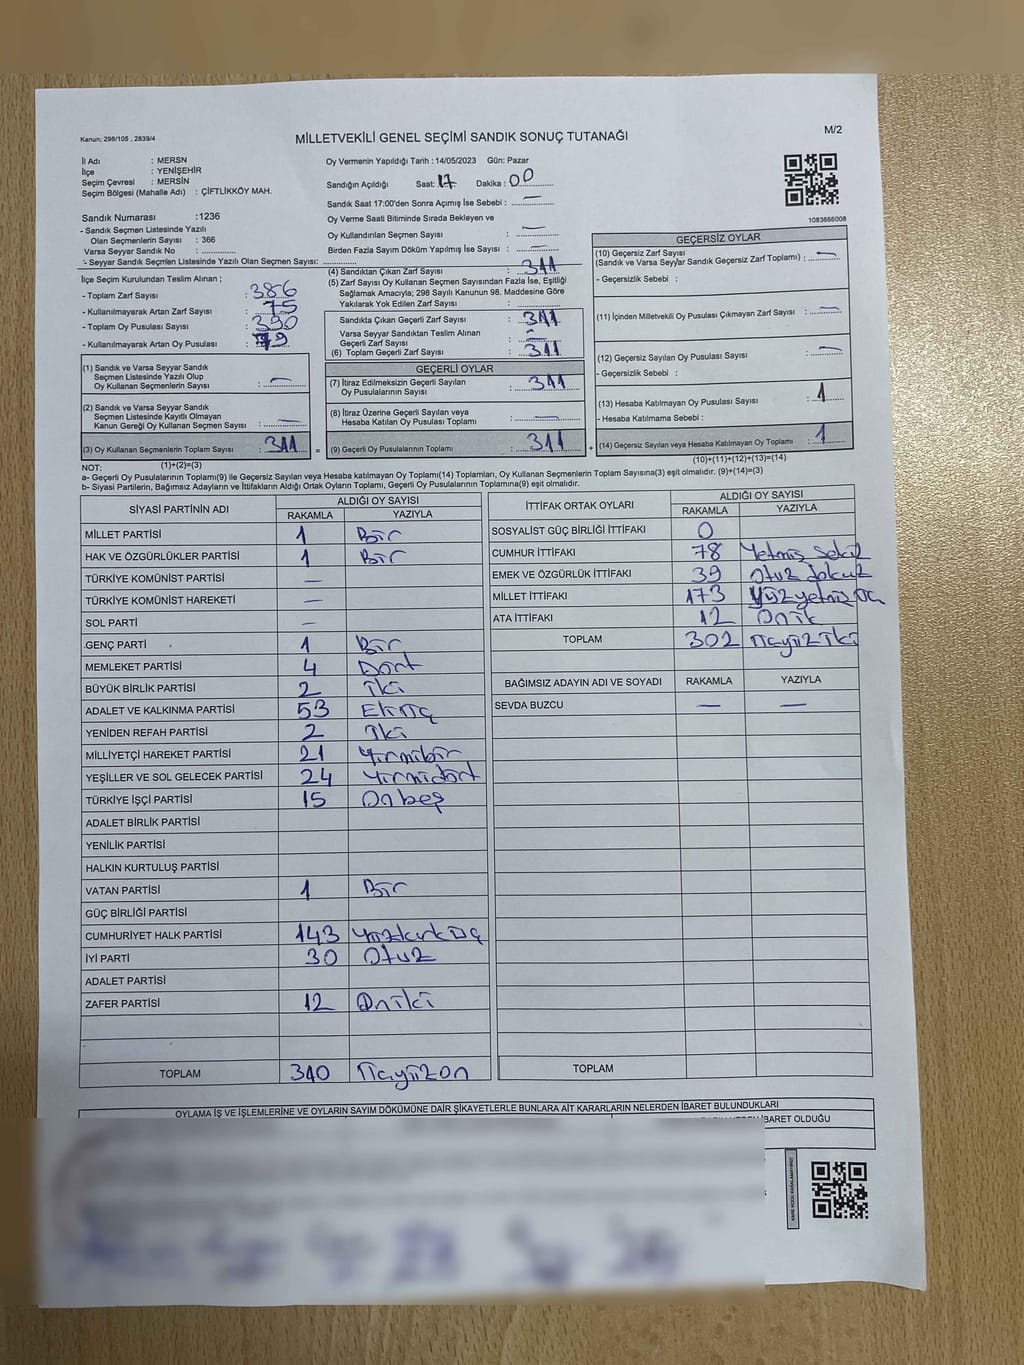 Kanun; 298/105 , 2839/4
MİLLETVEKİLİ GENEL SEÇİMİ SANDIK SONUÇ TUTANAĞI
M/2
İl Adı : MERSN
İlçe : YENİŞEHİR
Seçim Çevresi : MERSİN
Seçim Bölgesi (Mahalle Adı) : ÇİFTLİKKÖY MAH.
Sandık Numarası :1236
- Sandık Seçmen Listesinde Yazılı
Olan Seçmenlerin Sayısı : 366
Varsa Seyyar Sandık No :
- Seyyar Sandık Seçmen Listesinde Yazılı Olan Seçmen Sayısı:
Oy Vermenin Yapıldığı Tarih : 14/05/2023 Gün: Pazar
Sandığın Açıldığı Saat: 17 Dakika : 00
Sandık Saat 17:00'den Sonra Açımış İse Sebebi : —
Oy Verme Saati Bitiminde Sırada Bekleyen ve
Oy Kullandırılan Seçmen Sayısı : —
Birden Fazla Sayım Döküm Yapılmış İse Sayısı : —
1083666008
İlçe Seçim Kurulundan Teslim Alınan ;
- Toplam Zarf Sayısı : 386
- Kullanılmayarak Artan Zarf Sayısı : 75
- Toplam Oy Pusulası Sayısı : 390
- Kullanılmayarak Artan Oy Pusulası : 79
(1) Sandık ve Varsa Seyyar Sandık
Seçmen Listesinde Yazılı Olup
Oy Kullanan Seçmenlerin Sayısı : —
(2) Sandık ve Varsa Seyyar Sandık
Seçmen Listesinde Kayıtlı Olmayan
Kanun Gereği Oy Kullanan Seçmen Sayısı : —
(3) Oy Kullanan Seçmenlerin Toplam Sayısı : 311 =
(1)+(2)=(3)
(4) Sandıktan Çıkan Zarf Sayısı : 311
(5) Zarf Sayısı Oy Kullanan Seçmen Sayısından Fazla İse, Eşitliği
Sağlamak Amacıyla; 298 Sayılı Kanunun 98. Maddesine Göre
Yakılarak Yok Edilen Zarf Sayısı :
Sandıkta Çıkan Geçerli Zarf Sayısı : 311
Varsa Seyyar Sandıktan Teslim Alınan
Geçerli Zarf Sayısı : —
(6) Toplam Geçerli Zarf Sayısı : 311
GEÇERLİ OYLAR
(7) İtiraz Edilmeksizin Geçerli Sayılan
Oy Pusulalarının Sayısı : 311
(8) İtiraz Üzerine Geçerli Sayılan veya
Hesaba Katılan Oy Pusulası Toplamı : —
(9) Geçerli Oy Pusulalarının Toplamı : 311 +
GEÇERSİZ OYLAR
(10) Geçersiz Zarf Sayısı
(Sandık ve Varsa Seyyar Sandık Geçersiz Zarf Toplamı) : —
- Geçersizlik Sebebi :
(11) İçinden Milletvekili Oy Pusulası Çıkmayan Zarf Sayısı : —
(12) Geçersiz Sayılan Oy Pusulası Sayısı : —
- Geçersizlik Sebebi :
(13) Hesaba Katılmayan Oy Pusulası Sayısı : 1
- Hesaba Katılmama Sebebi :
(14) Geçersiz Sayılan veya Hesaba Katılmayan Oy Toplamı : 1
(10)+(11)+(12)+(13)=(14)
NOT:
a- Geçerli Oy Pusulalarının Toplamı(9) ile Geçersiz Sayılan veya Hesaba katılmayan Oy Toplamı(14) Toplamları, Oy Kullanan Seçmenlerin Toplam Sayısına(3) eşit olmalıdır. (9)+(14)=(3)
b- Siyasi Partilerin, Bağımsız Adayların ve İttifakların Aldığı Ortak Oyların Toplamı, Geçerli Oy Pusulalarının Toplamına(9) eşit olmalıdır.
SİYASİ PARTİNİN ADI ALDIĞI OY SAYISI
RAKAMLA YAZIYLA
MİLLET PARTİSİ 1 Bir
HAK VE ÖZGÜRLÜKLER PARTİSİ 1 Bir
TÜRKİYE KOMÜNİST PARTİSİ —
TÜRKİYE KOMÜNİST HAREKETİ —
SOL PARTİ —
GENÇ PARTİ 1 Bir
MEMLEKET PARTİSİ 4 Dört
BÜYÜK BİRLİK PARTİSİ 2 İki
ADALET VE KALKINMA PARTİSİ 53
YENİDEN REFAH PARTİSİ 2 İki
MİLLİYETÇİ HAREKET PARTİSİ 21 Yirmibir
YEŞİLLER VE SOL GELECEK PARTİSİ 24 Yirmidört
TÜRKİYE İŞÇİ PARTİSİ 15 Onbeş
ADALET BİRLİK PARTİSİ
YENİLİK PARTİSİ
HALKIN KURTULUŞ PARTİSİ
VATAN PARTİSİ 1 Bir
GÜÇ BİRLİĞİ PARTİSİ
CUMHURİYET HALK PARTİSİ 143 YüzkırkÜç
İYİ PARTİ 30 Otuz
ADALET PARTİSİ
ZAFER PARTİSİ 12 Oniki
TOPLAM 310 Üçyüzon
İTTİFAK ORTAK OYLARI ALDIĞI OY SAYISI
RAKAMLA YAZIYLA
SOSYALİST GÜÇ BİRLİĞİ İTTİFAKI 0
CUMHUR İTTİFAKI 78 Yetmiş sekiz
EMEK VE ÖZGÜRLÜK İTTİFAKI 39 Otuz dokuz
MİLLET İTTİFAKI 173 Yüzyetmiş Üç
ATA İTTİFAKI 12 Onik
TOPLAM 302 Üçyüz iki
BAĞIMSIZ ADAYIN ADI VE SOYADI RAKAMLA YAZIYLA
SEVDA BUZCU — —
TOPLAM
OYLAMA İŞ VE İŞLEMLERİNE VE OYLARIN SAYIM DÖKÜMÜNE DAİR ŞİKAYETLERLE BUNLARA AİT KARARLARIN NELERDEN İBARET BULUNDUKLARI
İBARET OLDUĞU